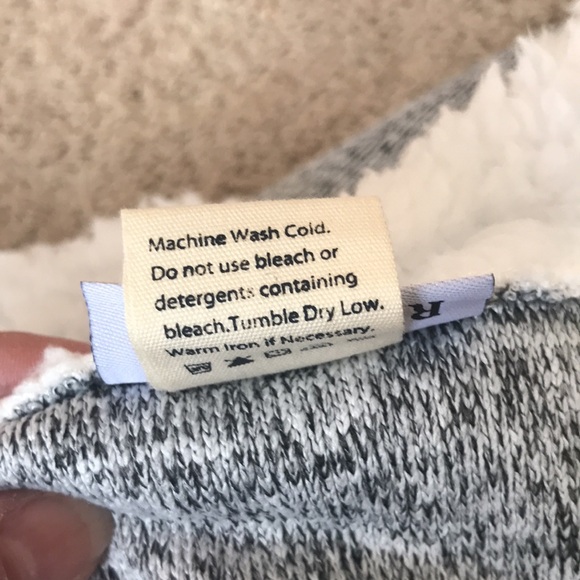 Machine Wash Cold.
Do not use bleach or
detergents containing
bleach.Tumble Dry Low.
Warm Iron if Necessary.
R